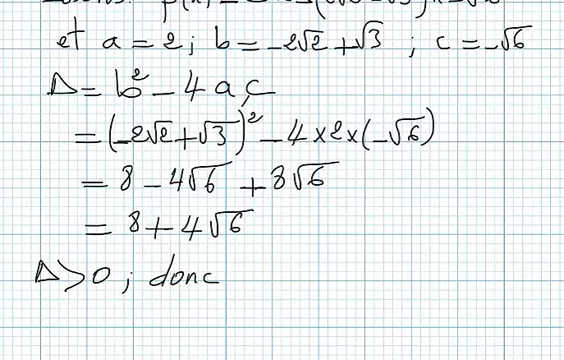 et a = 2 ; b = -2√2 + √3 ; c = -√6
Δ = b² - 4 a c
= (-2√2 + √3)² - 4×2×(-√6)
= 8 - 4√6 + 8√6
= 8 + 4√6
Δ > 0 ; donc